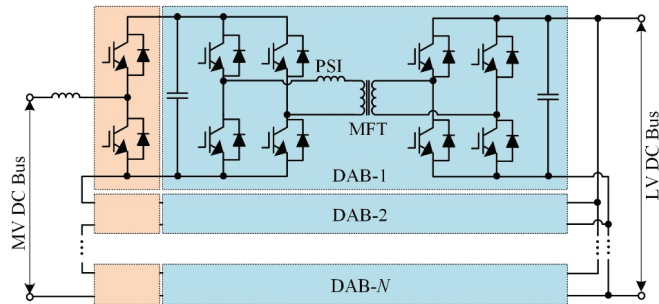 PSI
MFT
DAB-1
DAB-2
DAB-N
MV DC Bus
LV DC Bus